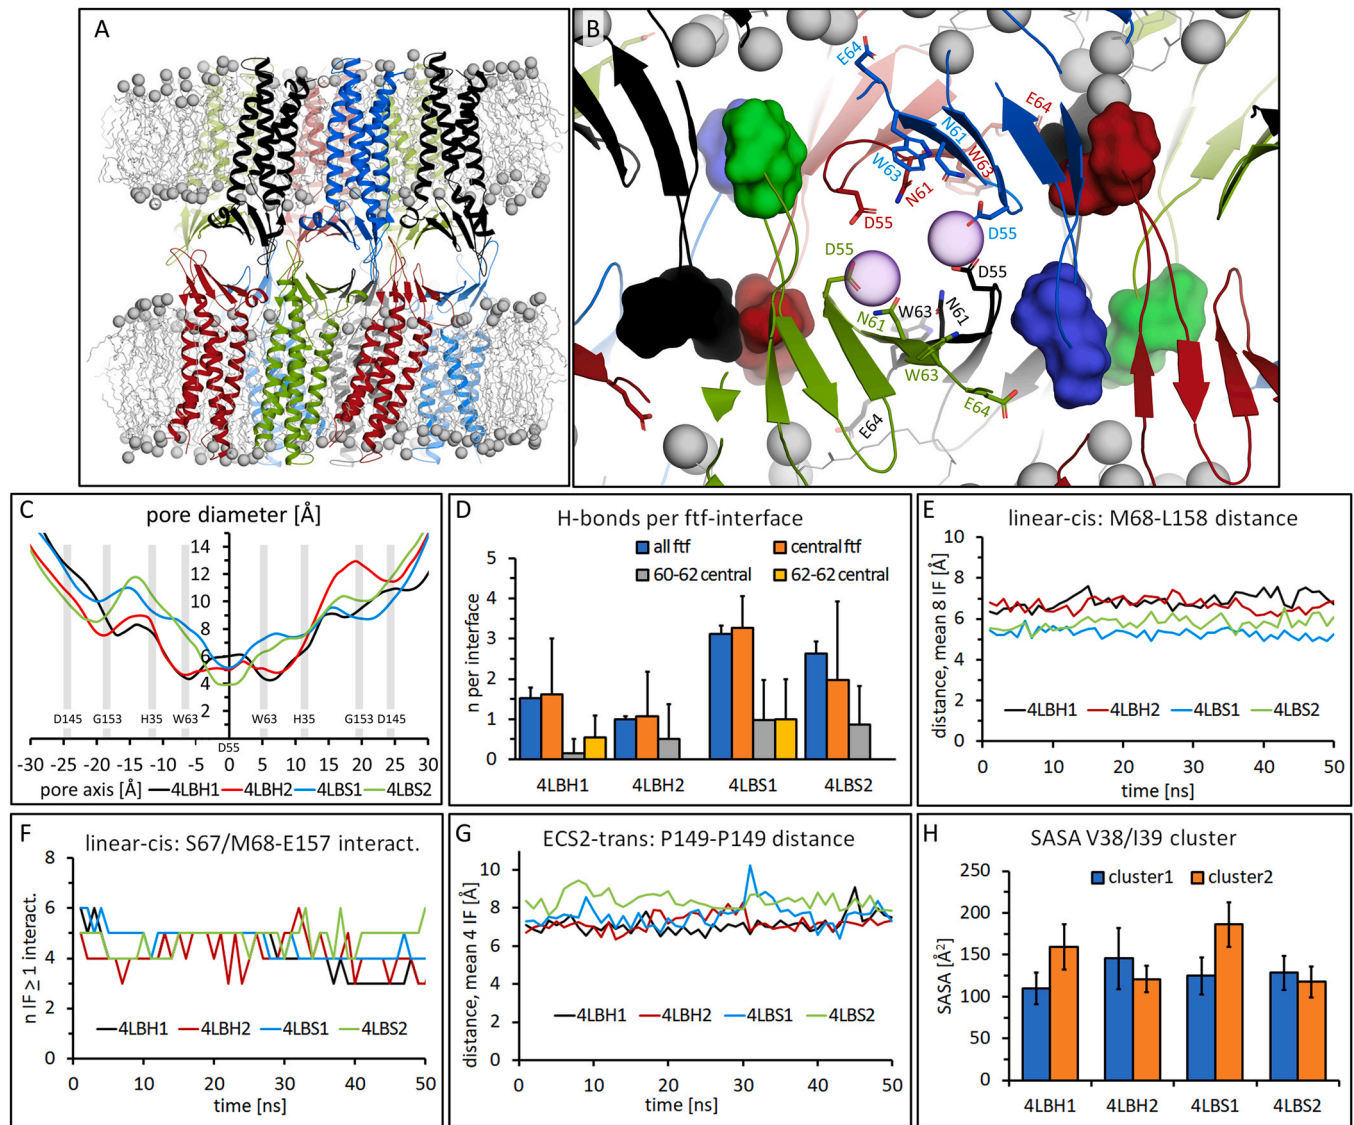 A
B
E64
E64
N61
W63
W63
N61
D55
D55
D55
D55
N61
W63
N61
W63
E64
E64
C
pore diameter [Å]
14
12
10
8
6
4
2
D145 G153 H35 W63 W63 H35 G153 D145
D55
-30 -25 -20 -15 -10 -5 0 5 10 15 20 25 30
pore axis [Å] 4LBH1 4LBH2 4LBS1 4LBS2
D
H-bonds per ftf-interface
all ftf central ftf
60-62 central 62-62 central
n per interface
5
4
3
2
1
0
4LBH1 4LBH2 4LBS1 4LBS2
E
linear-cis: M68-L158 distance
distance, mean 8 IF [Å]
10
8
6
4
2
0
4LBH1 4LBH2 4LBS1 4LBS2
0 10 20 30 40 50
time [ns]
F
linear-cis: S67/M68-E157 interact.
n IF ≥ 1 interact.
8
6
4
2
0
4LBH1 4LBH2 4LBS1 4LBS2
0 10 20 30 40 50
time [ns]
G
ECS2-trans: P149-P149 distance
distance, mean 4 IF [Å]
10
8
6
4
2
0
4LBH1 4LBH2 4LBS1 4LBS2
0 10 20 30 40 50
time [ns]
H
SASA V38/I39 cluster
cluster1 cluster2
SASA [Å²]
250
200
150
100
50
0
4LBH1 4LBH2 4LBS1 4LBS2